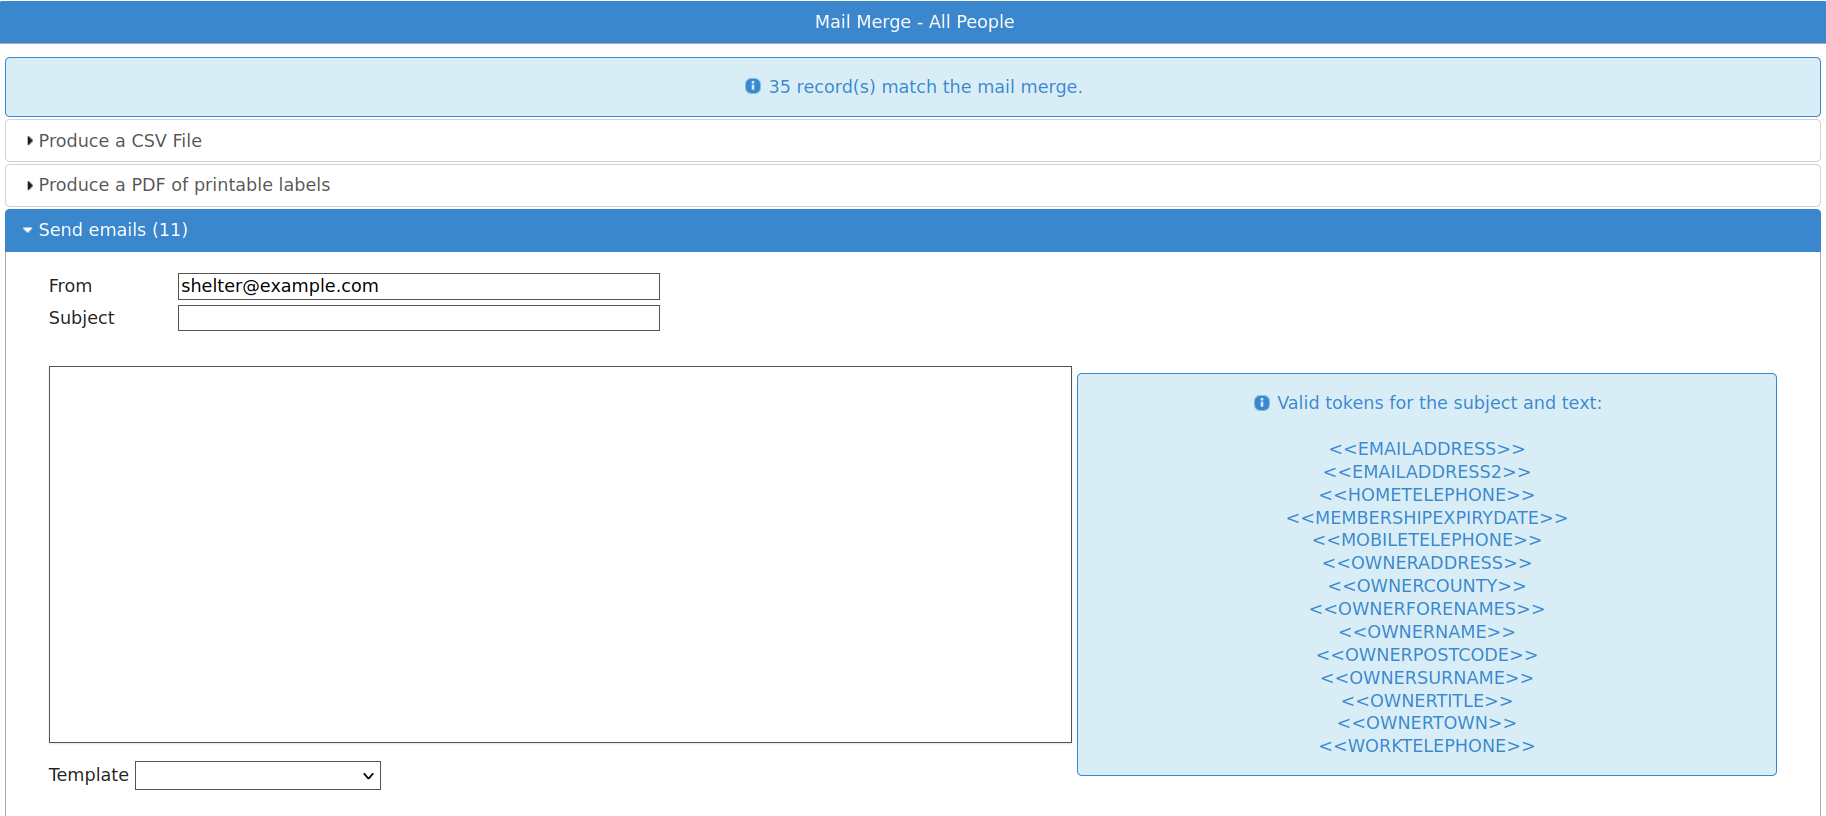 Mail Merge - All People
35 record(s) match the mail merge.
Produce a CSV File
Produce a PDF of printable labels
Send emails (11)
From shelter@example.com
Subject
Valid tokens for the subject and text:
<<EMAILADDRESS>>
<<EMAILADDRESS2>>
<<HOMETELEPHONE>>
<<MEMBERSHIPEXPIRYDATE>>
<<MOBILETELEPHONE>>
<<OWNERADDRESS>>
<<OWNERCOUNTY>>
<<OWNERFORENAMES>>
<<OWNERNAME>>
<<OWNERPOSTCODE>>
<<OWNERSURNAME>>
<<OWNERTITLE>>
<<OWNERTOWN>>
<<WORKTELEPHONE>>
Template